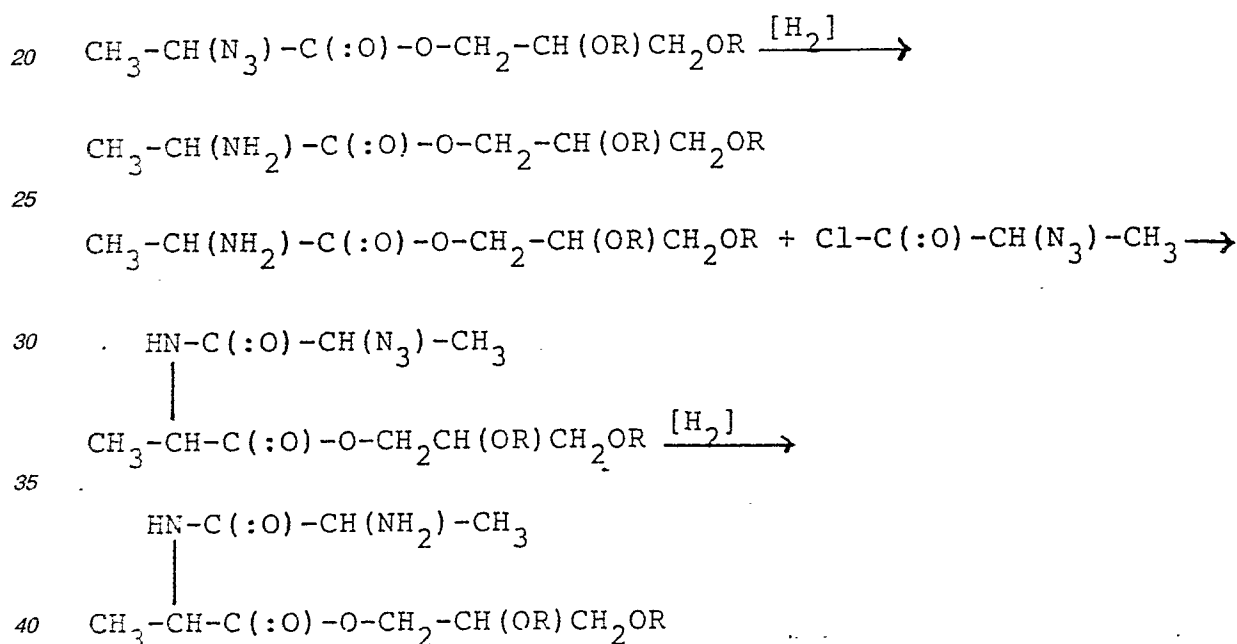 20 CH₃-CH(N₃)-C(:O)-O-CH₂-CH(OR)CH₂OR [H₂]
CH₃-CH(NH₂)-C(:O)-O-CH₂-CH(OR)CH₂OR
25
CH₃-CH(NH₂)-C(:O)-O-CH₂-CH(OR)CH₂OR + Cl-C(:O)-CH(N₃)-CH₃ →
30 HN-C(:O)-CH(N₃)-CH₃
CH₃-CH-C(:O)-O-CH₂CH(OR)CH₂OR [H₂]
35
HN-C(:O)-CH(NH₂)-CH₃
40 CH₃-CH-C(:O)-O-CH₂-CH(OR)CH₂OR